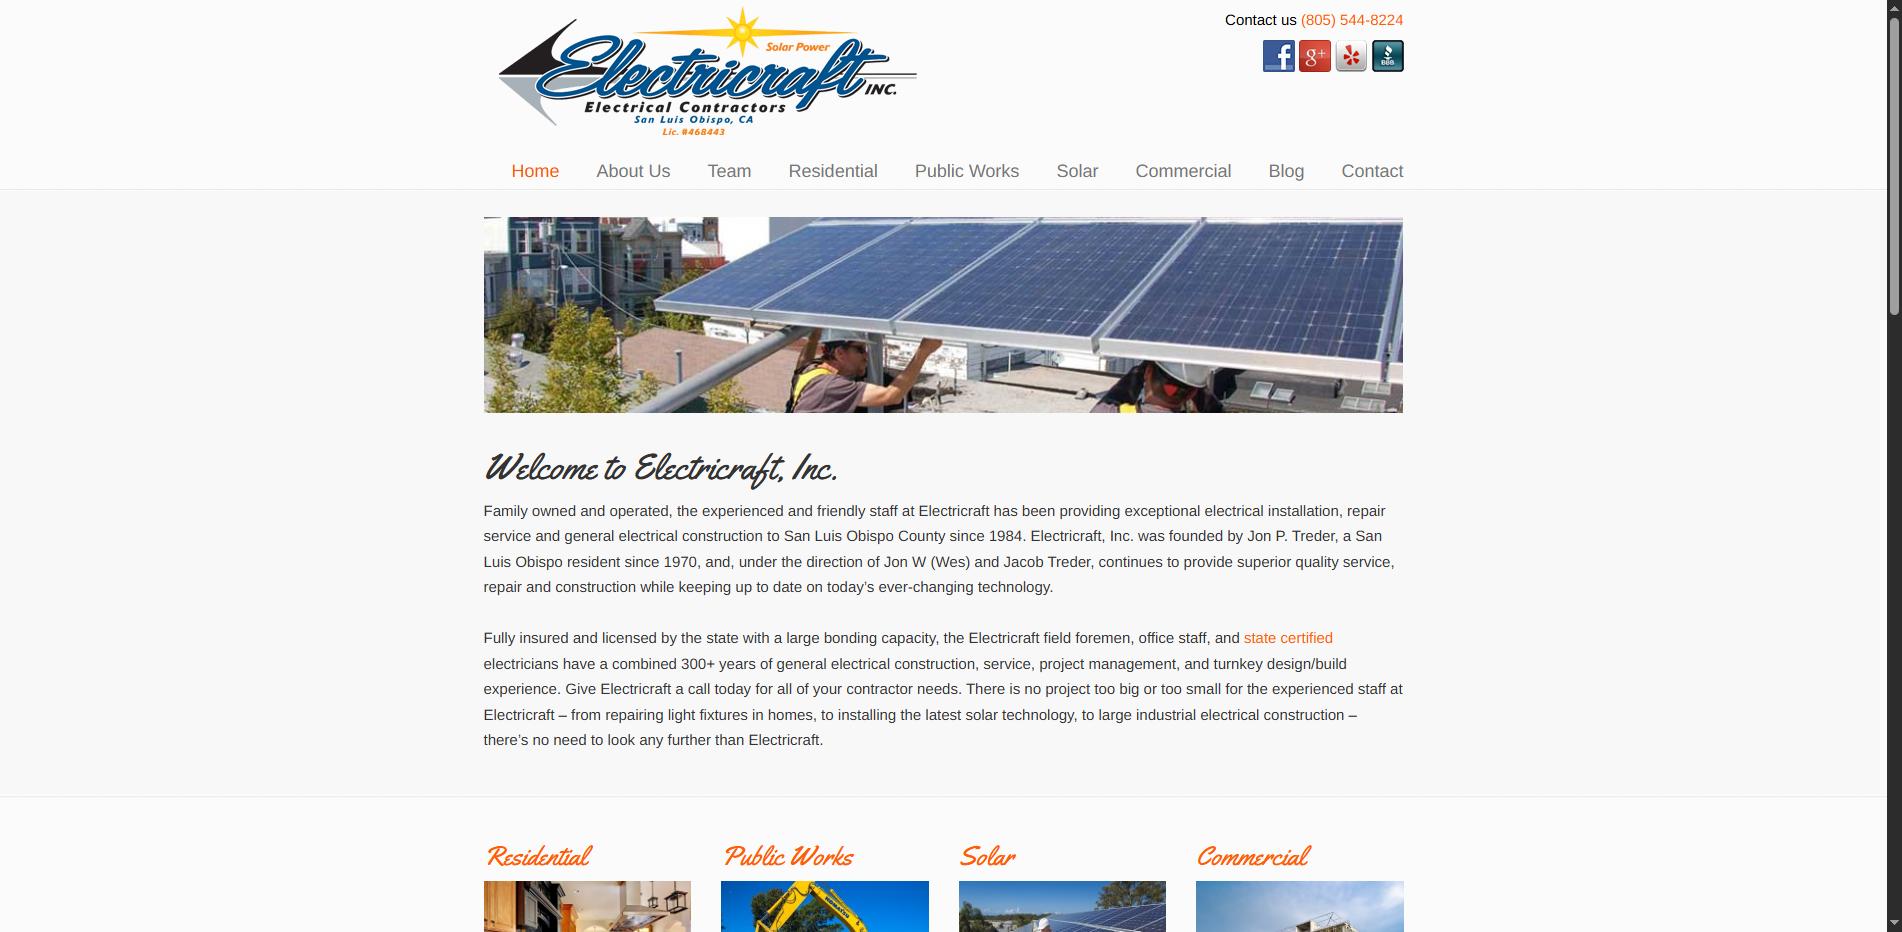 Solar Power
Electricraft INC.
Electrical Contractors
San Luis Obispo, CA
Lic. #468443
Contact us (805) 544-8224
f g+ BBB
Home About Us Team Residential Public Works Solar Commercial Blog Contact
Welcome to Electricraft, Inc.
Family owned and operated, the experienced and friendly staff at Electricraft has been providing exceptional electrical installation, repair
service and general electrical construction to San Luis Obispo County since 1984. Electricraft, Inc. was founded by Jon P. Treder, a San
Luis Obispo resident since 1970, and, under the direction of Jon W (Wes) and Jacob Treder, continues to provide superior quality service,
repair and construction while keeping up to date on today’s ever-changing technology.
Fully insured and licensed by the state with a large bonding capacity, the Electricraft field foremen, office staff, and state certified
electricians have a combined 300+ years of general electrical construction, service, project management, and turnkey design/build
experience. Give Electricraft a call today for all of your contractor needs. There is no project too big or too small for the experienced staff at
Electricraft – from repairing light fixtures in homes, to installing the latest solar technology, to large industrial electrical construction –
there’s no need to look any further than Electricraft.
Residential Public Works Solar Commercial